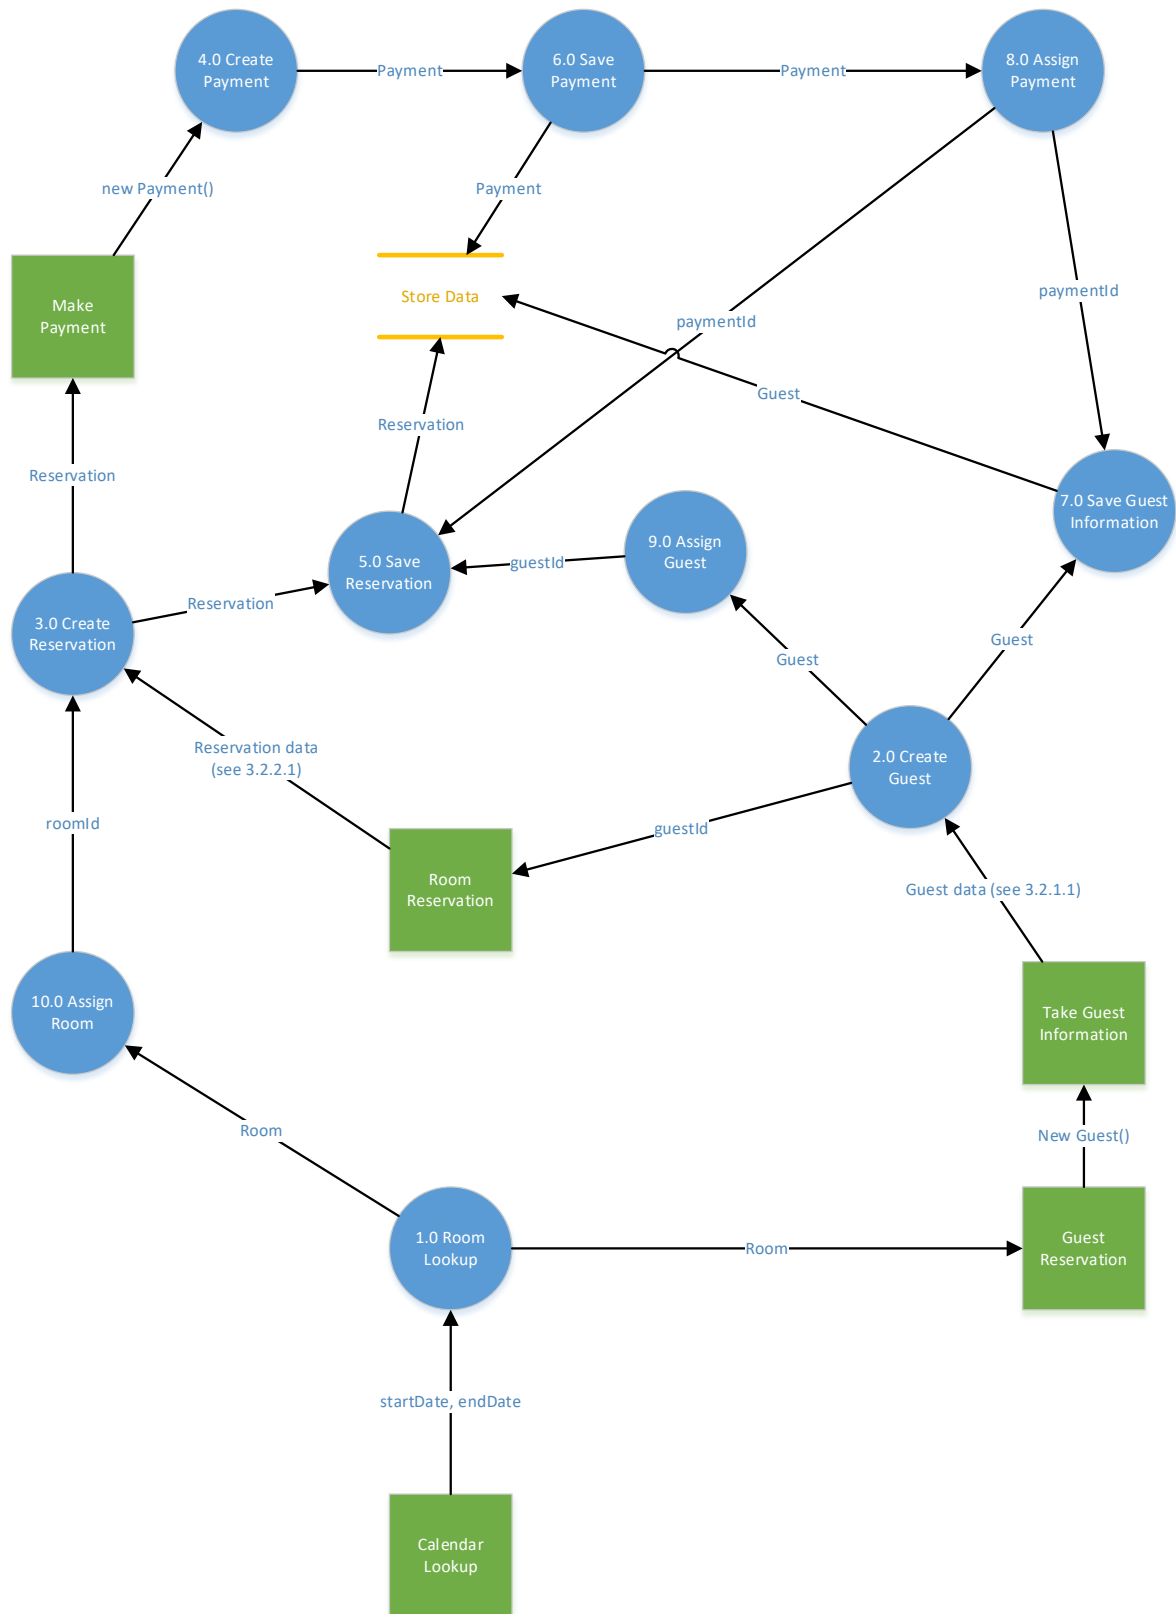 4.0 Create
Payment
Payment
6.0 Save
Payment
Payment
8.0 Assign
Payment
new Payment()
Payment
Make
Payment
Store Data
paymentId
paymentId
Guest
Reservation
Reservation
7.0 Save Guest
Information
9.0 Assign
Guest
5.0 Save
Reservation
guestId
Reservation
3.0 Create
Reservation
Guest
Guest
Reservation data
(see 3.2.2.1)
2.0 Create
Guest
roomId
guestId
Room
Reservation
Guest data (see 3.2.1.1)
10.0 Assign
Room
Take Guest
Information
Room
New Guest()
1.0 Room
Lookup
Room
Guest
Reservation
startDate, endDate
Calendar
Lookup